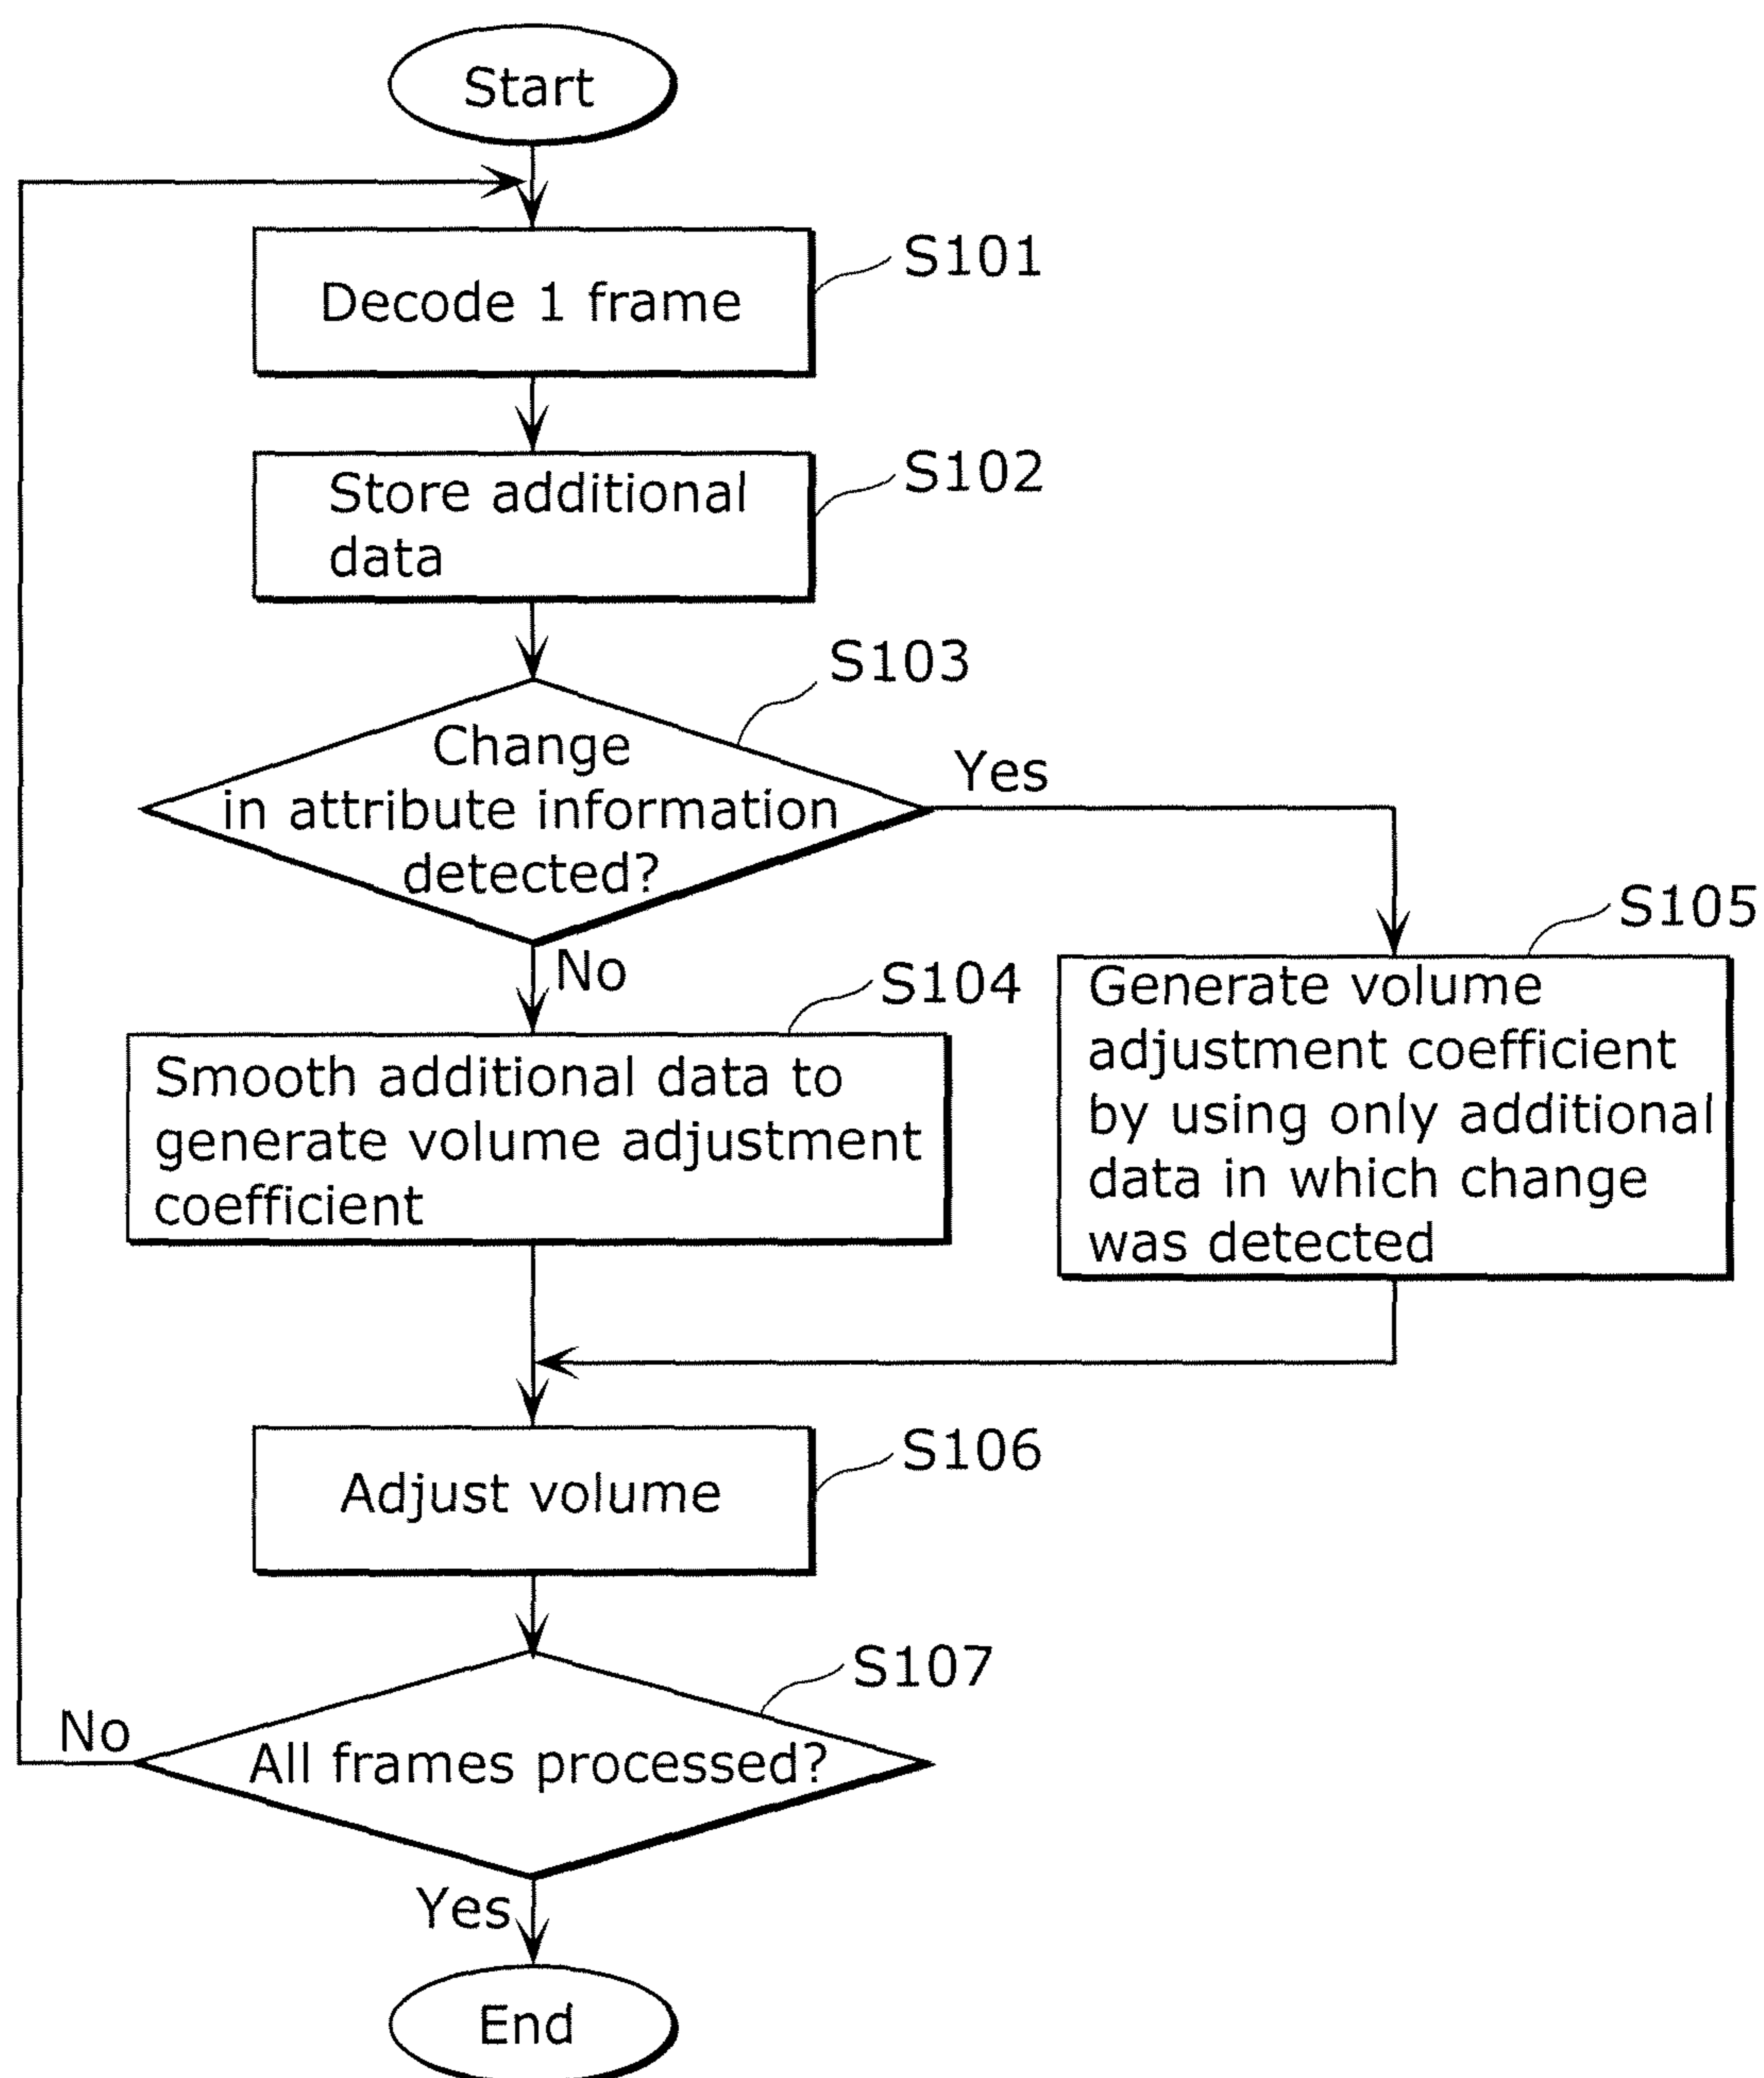 Start
S101
Decode 1 frame
S102
Store additional
data
S103
Change
in attribute information
detected?
Yes
No
S104
Smooth additional data to
generate volume adjustment
coefficient
S105
Generate volume
adjustment coefficient
by using only additional
data in which change
was detected
S106
Adjust volume
S107
No
All frames processed?
Yes
End